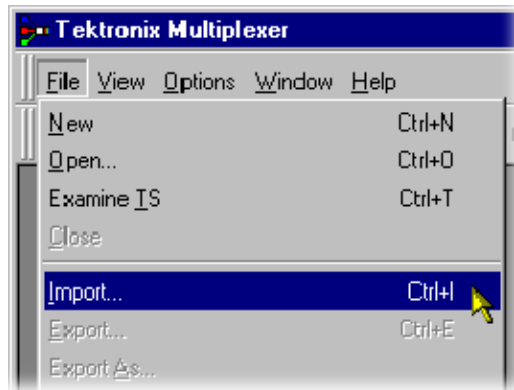 Tektronix Multiplexer
File View Options Window Help
New Ctrl+N
Open... Ctrl+O
Examine TS Ctrl+T
Close
Import... Ctrl+I
Export... Ctrl+E
Export As...